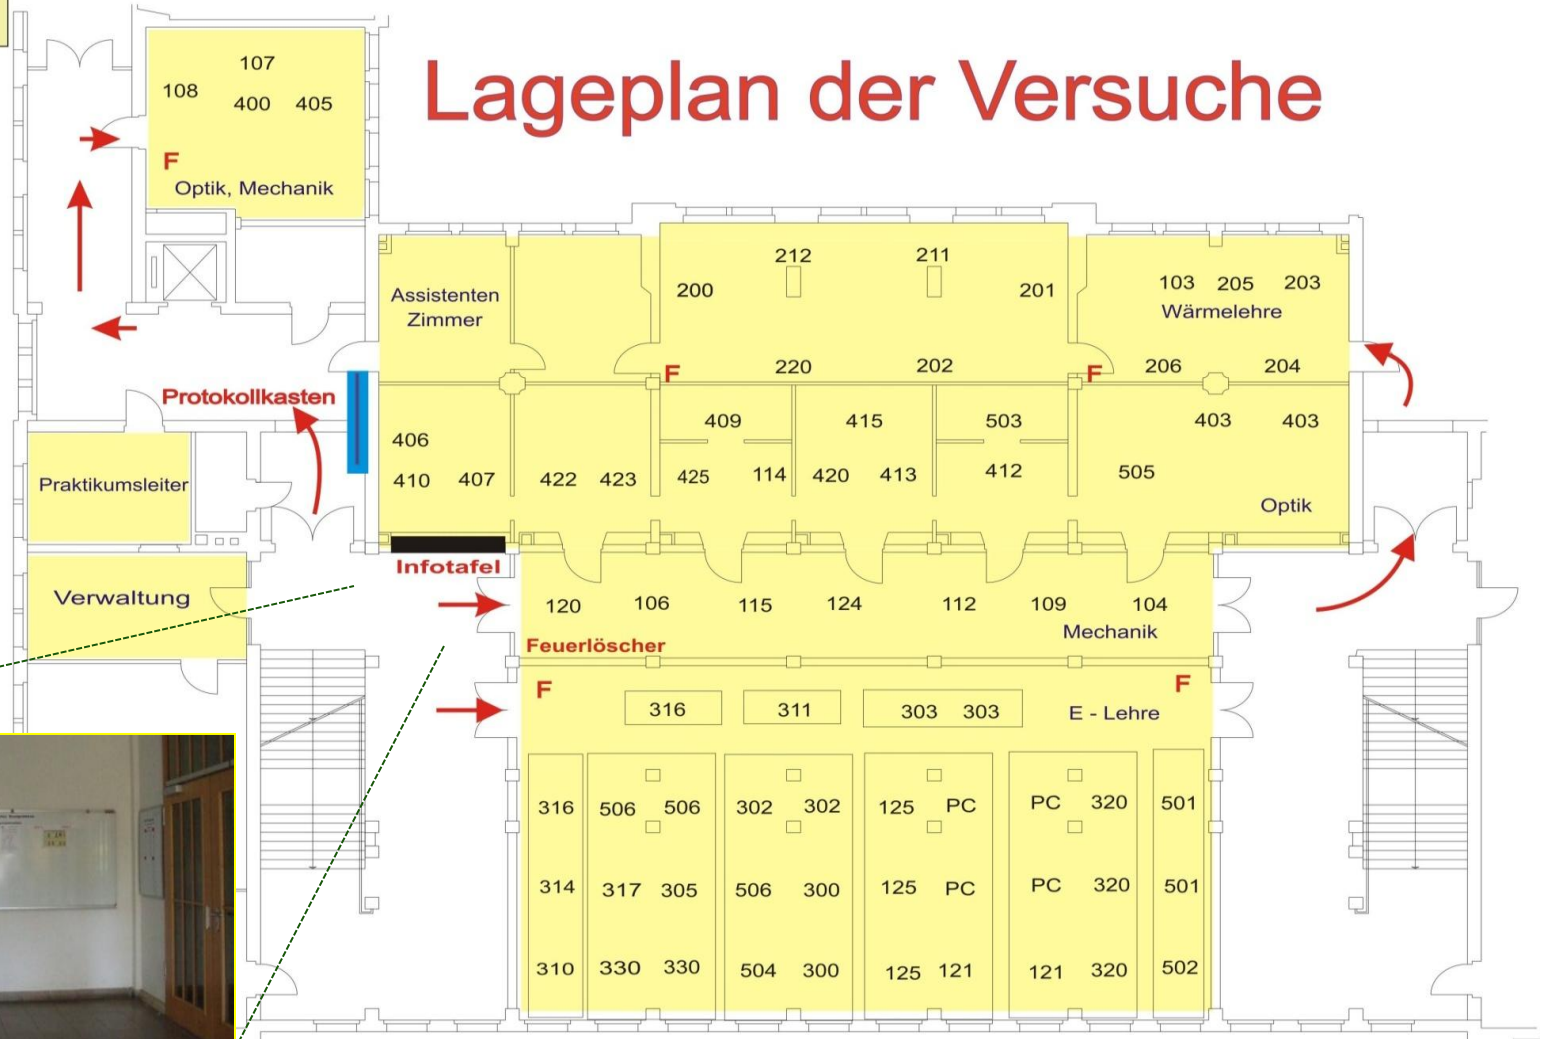 Lageplan der Versuche
107
108 400 405
F
Optik, Mechanik
Assistenten
Zimmer
212 211
200 201
220 202
F
103 205 203
Wärmelehre
F 206 204
Protokollkasten
406
410 407
422 423
409
425 114
415
420 413
503
412
403 403
505
Optik
Praktikumsleiter
Infotafel
Verwaltung
120 106 115 124 112 109 104
Mechanik
Feuerlöscher
F F
316 311 303 303 E - Lehre
316 506 506 302 302 125 PC PC 320 501
314 317 305 506 300 125 PC PC 320 501
310 330 330 504 300 125 121 121 320 502